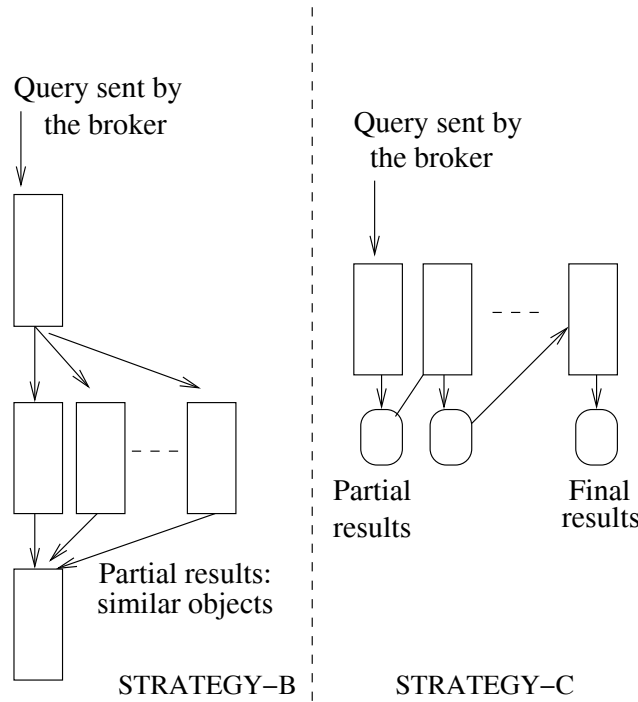 Query sent by
the broker
Partial results:
similar objects
STRATEGY−B
Query sent by
the broker
Partial
results
Final
results
STRATEGY−C